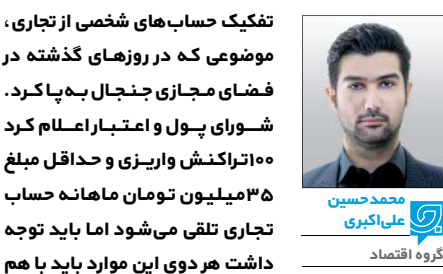 تفکیک حساب‌های شخصی از تجاری،
موضوعی که در روزهای گذشته در
فضای مجازی جنجال به‌پا کرد.
شورای پول و اعتبار اعلام کرد
۱۰۰تراکنش واریزی و حداقل مبلغ
۳۵میلیون تومان ماهانه حساب
تجاری تلقی می‌شود اما باید توجه
داشت هر دوی این موارد باید با هم
محمدحسین
علی‌اکبری
گروه اقتصاد